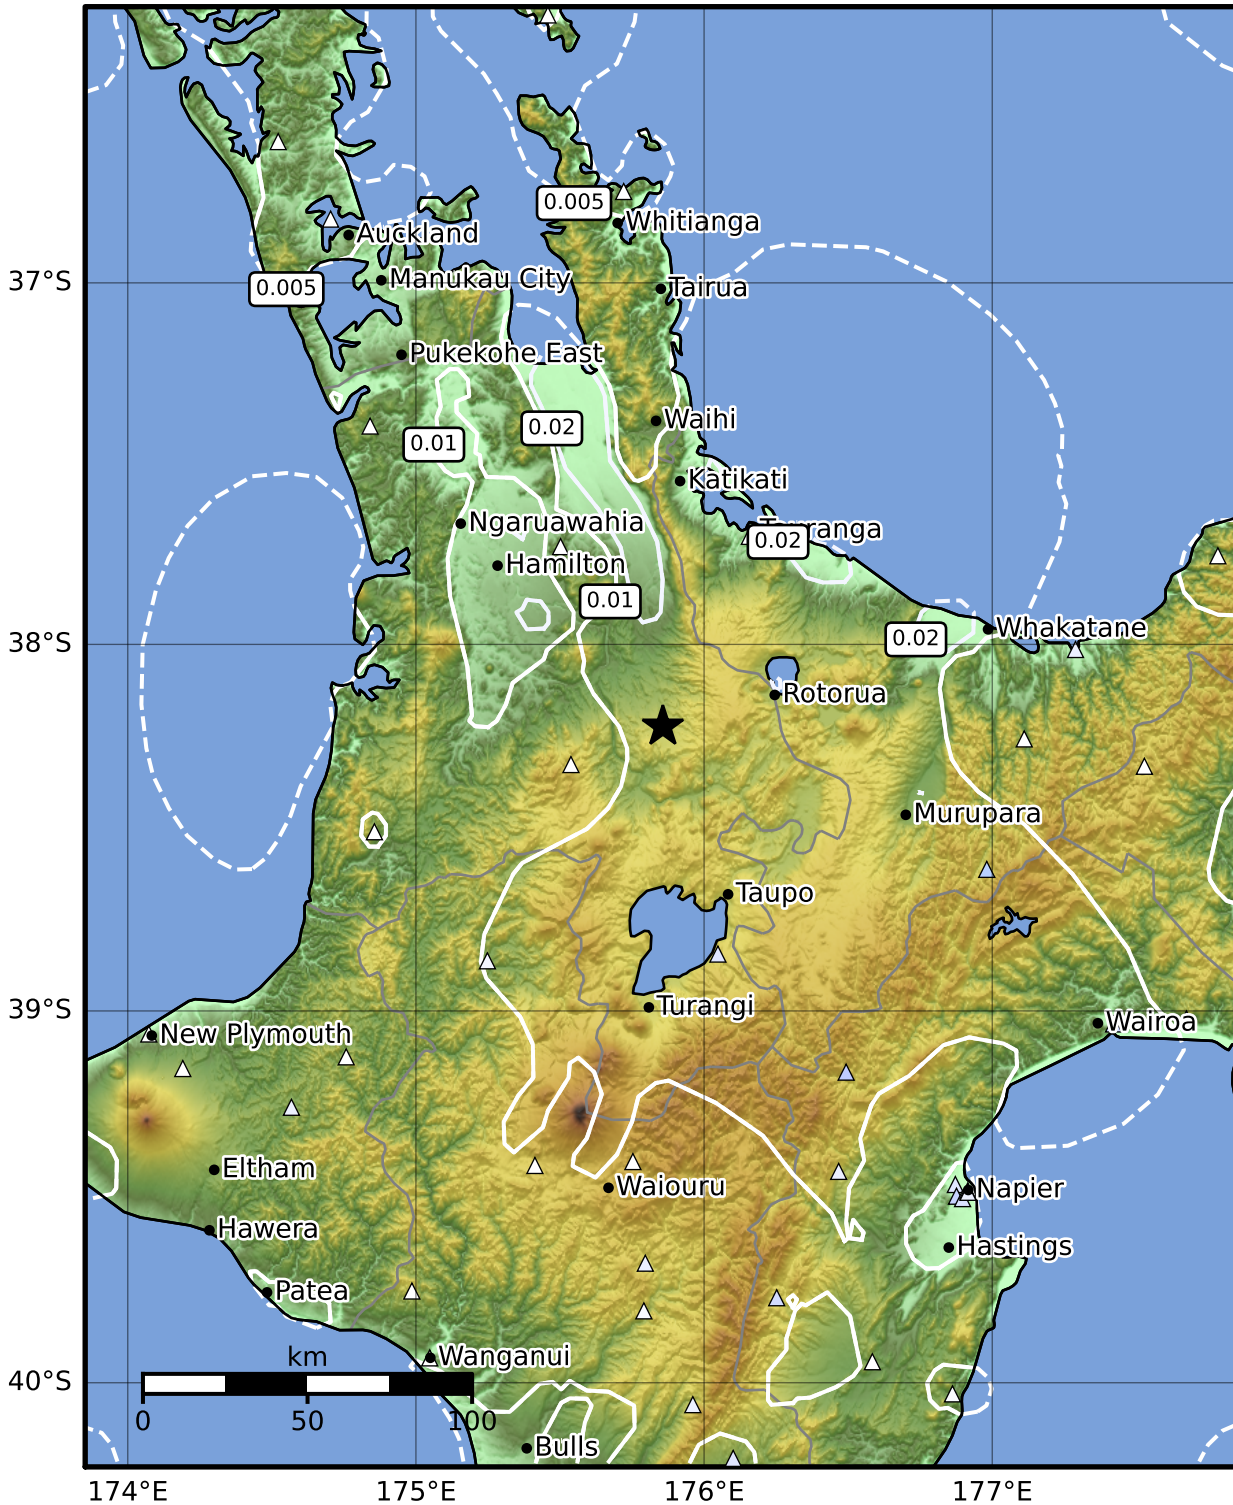 0.005
Whitianga
Auckland
Manukau City
37°S
0.005
Tairua
Pukekohe East
Waihi
0.02
0.01
Katikati
Ngaruawahia
0.02
Hamilton
0.01
Whakatane
0.02
38°S
Rotorua
Murupara
Taupo
Turangi
39°S
Wairoa
New Plymouth
Eltham
Waiouru
Napier
Hawera
Hastings
Patea
Wanganui
km
40°S
0
50
100
Bulls
174°E
175°E
176°E
177°E